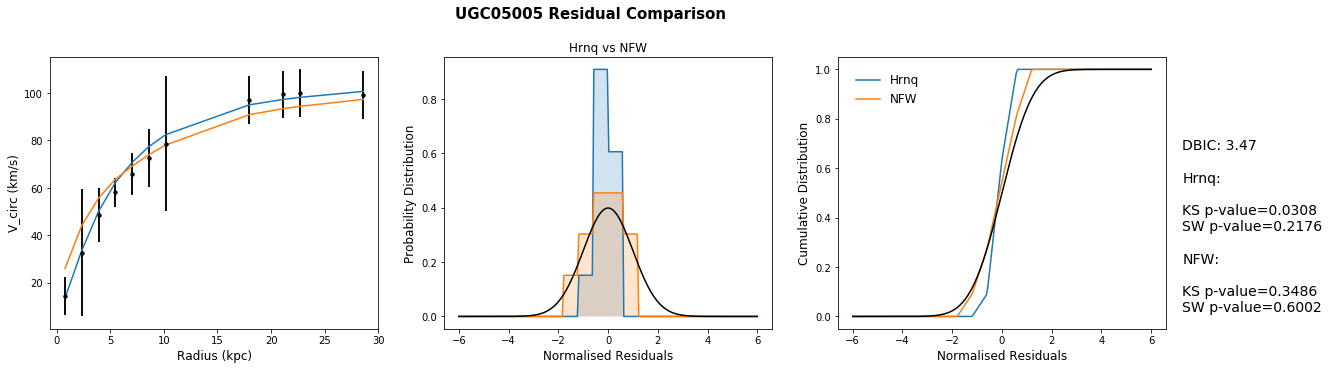 UGC05005 Residual Comparison
V_circ (km/s)
100
80
60
40
20
0
5
10
15
20
25
30
Radius (kpc)
Hrnq vs NFW
Probability Distribution
0.8
0.6
0.4
0.2
0.0
−6
−4
−2
0
2
4
6
Normalised Residuals
Cumulative Distribution
1.0
0.8
0.6
0.4
0.2
0.0
Hrnq
NFW
−6
−4
−2
0
2
4
6
Normalised Residuals
DBIC: 3.47
Hrnq:
KS p-value=0.0308
SW p-value=0.2176
NFW:
KS p-value=0.3486
SW p-value=0.6002